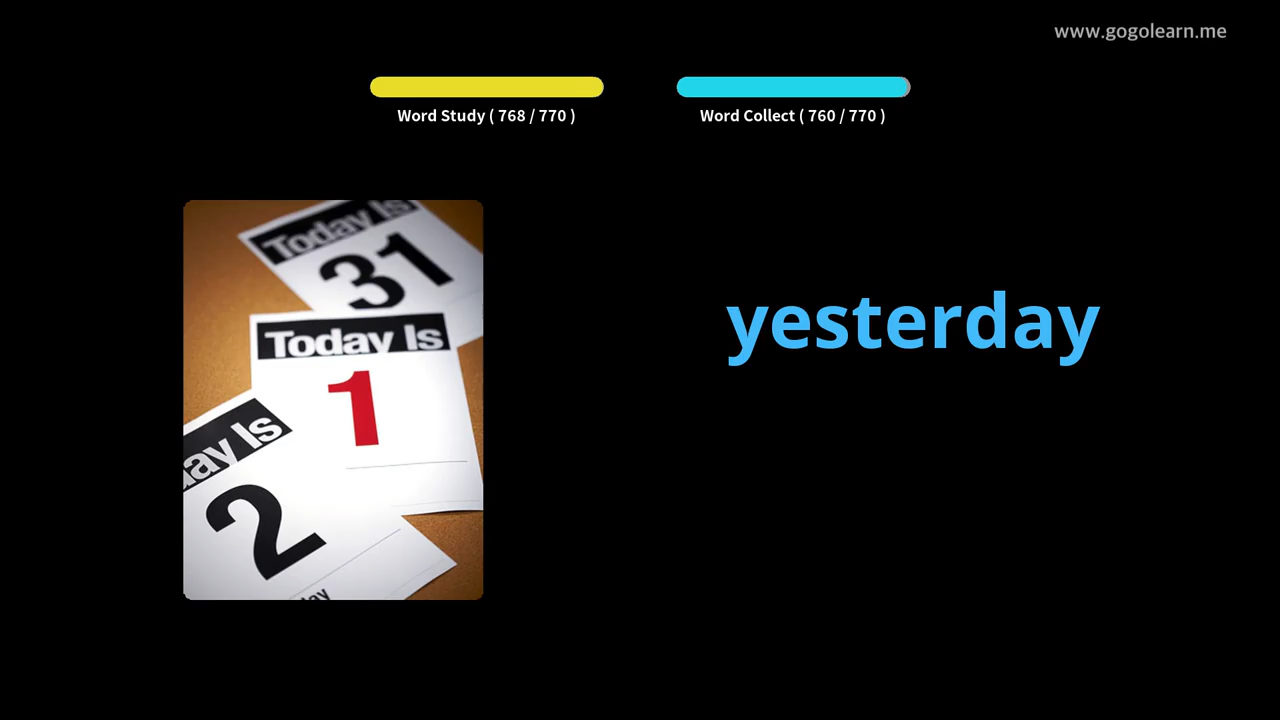 www.gogolearn.me
Word Study ( 768 / 770 )
Word Collect ( 760 / 770 )
Today Is
31
Today Is
1
yesterday
ay Is
2